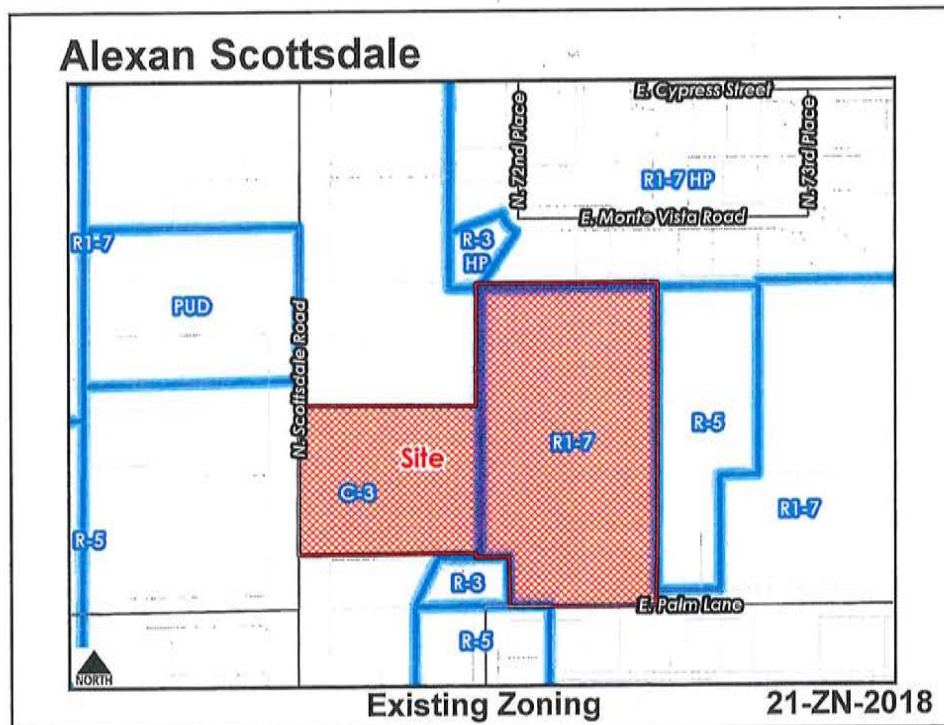 Alexan Scottsdale
E. Cypress Street
N. 72nd Place
N. 73rd Place
R1-7 HP
E. Monte Vista Road
R-3
HP
R1-7
PUD
N. Scottsdale Road
Site
C-3
R1-7
R-5
R1-7
R-5
R-3
E. Palm Lane
R-5
NORTH
Existing Zoning
21-ZN-2018